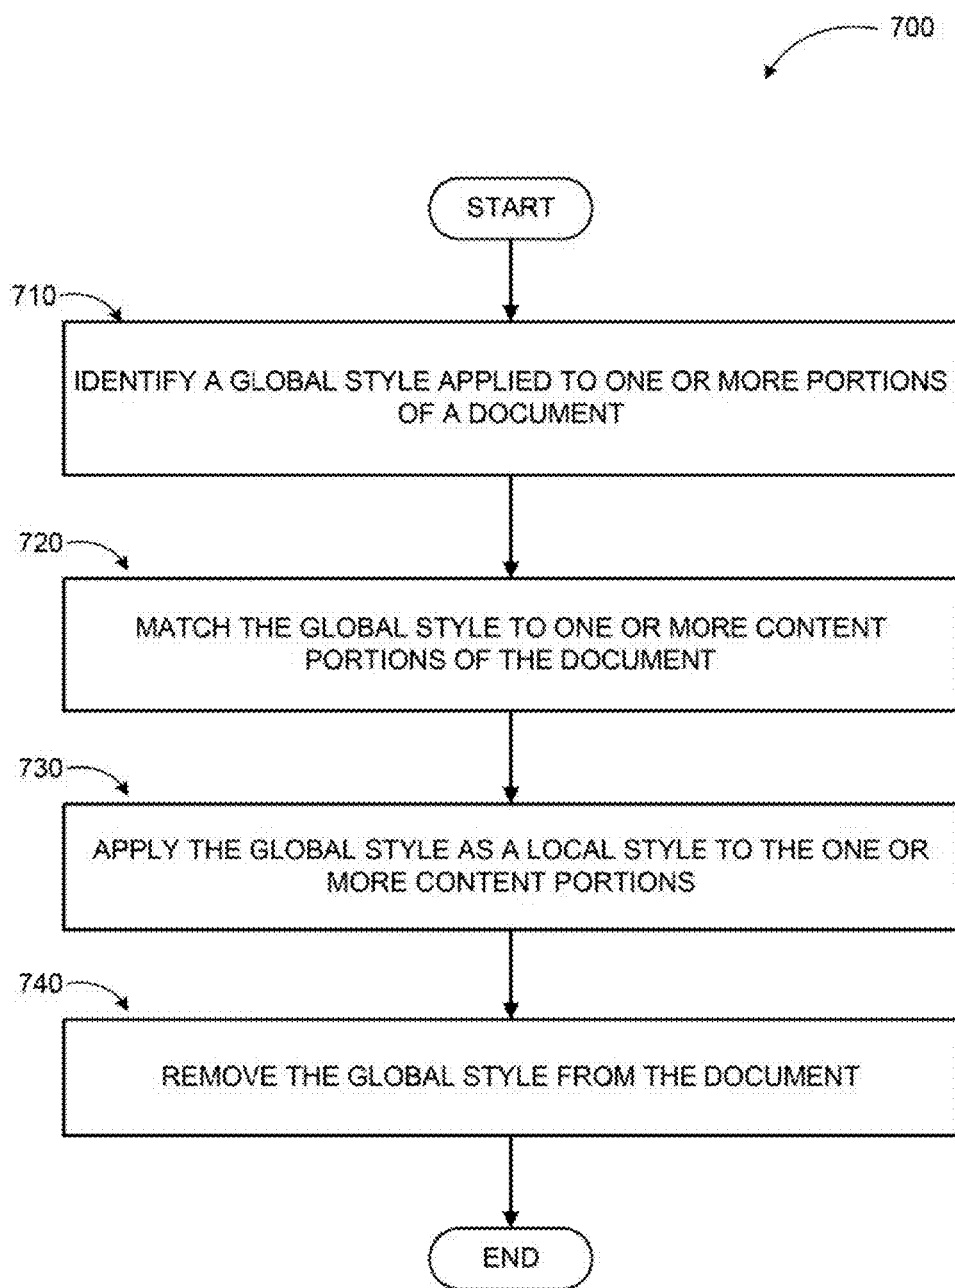 700
START
710
IDENTIFY A GLOBAL STYLE APPLIED TO ONE OR MORE PORTIONS
OF A DOCUMENT
720
MATCH THE GLOBAL STYLE TO ONE OR MORE CONTENT
PORTIONS OF THE DOCUMENT
730
APPLY THE GLOBAL STYLE AS A LOCAL STYLE TO THE ONE OR
MORE CONTENT PORTIONS
740
REMOVE THE GLOBAL STYLE FROM THE DOCUMENT
END